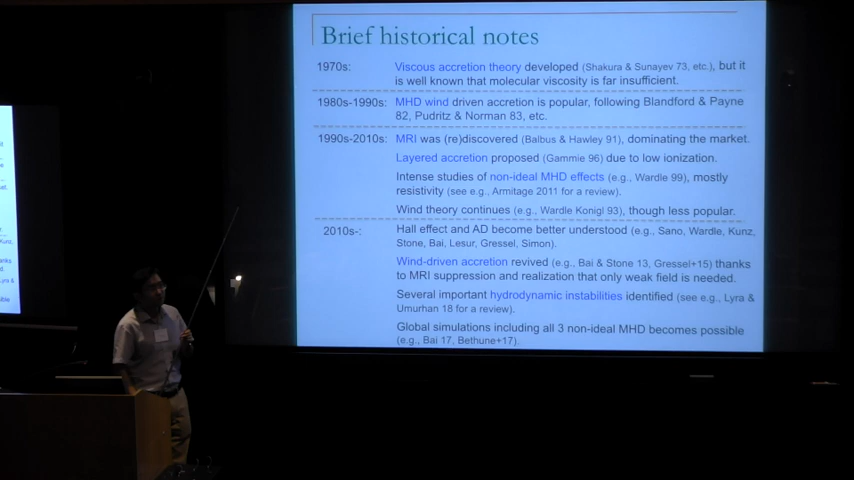 Brief historical notes
1970s: Viscous accretion theory developed (Shakura & Sunayev 73, etc.), but it
is well known that molecular viscosity is far insufficient.
1980s-1990s: MHD wind driven accretion is popular, following Blandford & Payne
82, Pudritz & Norman 83, etc.
1990s-2010s: MRI was (re)discovered (Balbus & Hawley 91), dominating the market.
Layered accretion proposed (Gammie 96) due to low ionization.
Intense studies of non-ideal MHD effects (e.g., Wardle 99), mostly
resistivity (see e.g., Armitage 2011 for a review).
Wind theory continues (e.g., Wardle Konigl 93), though less popular.
2010s-: Hall effect and AD become better understood (e.g., Sano, Wardle, Kunz,
Stone, Bai, Lesur, Gressel, Simon).
Wind-driven accretion revived (e.g., Bai & Stone 13, Gressel+15) thanks
to MRI suppression and realization that only weak field is needed.
Several important hydrodynamic instabilities identified (see e.g., Lyra &
Umurhan 18 for a review).
Global simulations including all 3 non-ideal MHD becomes possible
(e.g., Bai 17, Bethune+17).